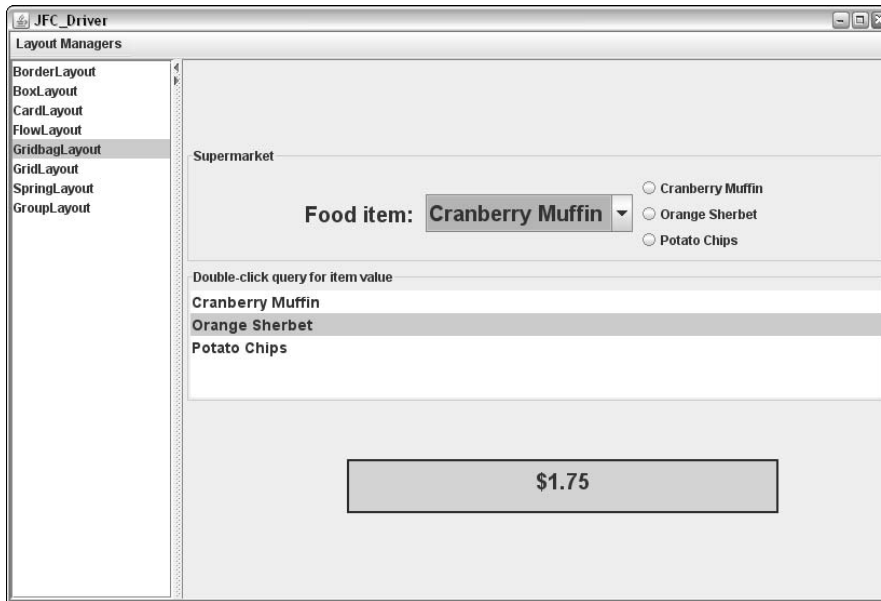 JFC_Driver
Layout Managers
BorderLayout
BoxLayout
CardLayout
FlowLayout
GridbagLayout
GridLayout
SpringLayout
GroupLayout
Supermarket
Food item:
Cranberry Muffin
Cranberry Muffin
Orange Sherbet
Potato Chips
Double-click query for item value
Cranberry Muffin
Orange Sherbet
Potato Chips
$1.75